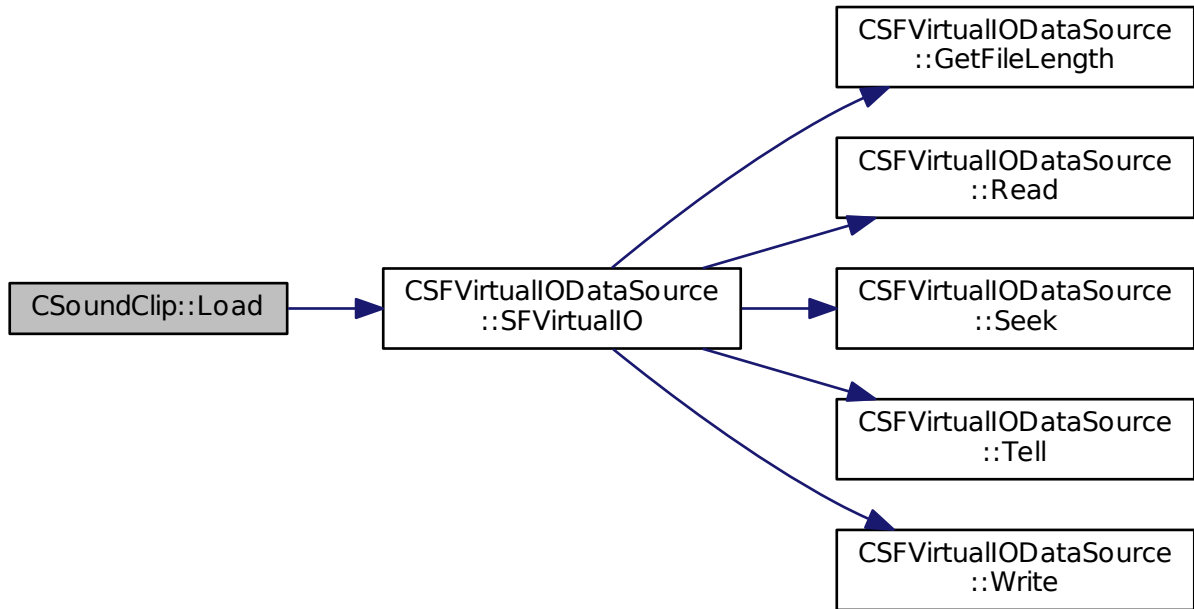 CSFVirtualIODataSource
::GetFileLength
CSFVirtualIODataSource
::Read
CSoundClip::Load
CSFVirtualIODataSource
::SFVirtualIO
CSFVirtualIODataSource
::Seek
CSFVirtualIODataSource
::Tell
CSFVirtualIODataSource
::Write